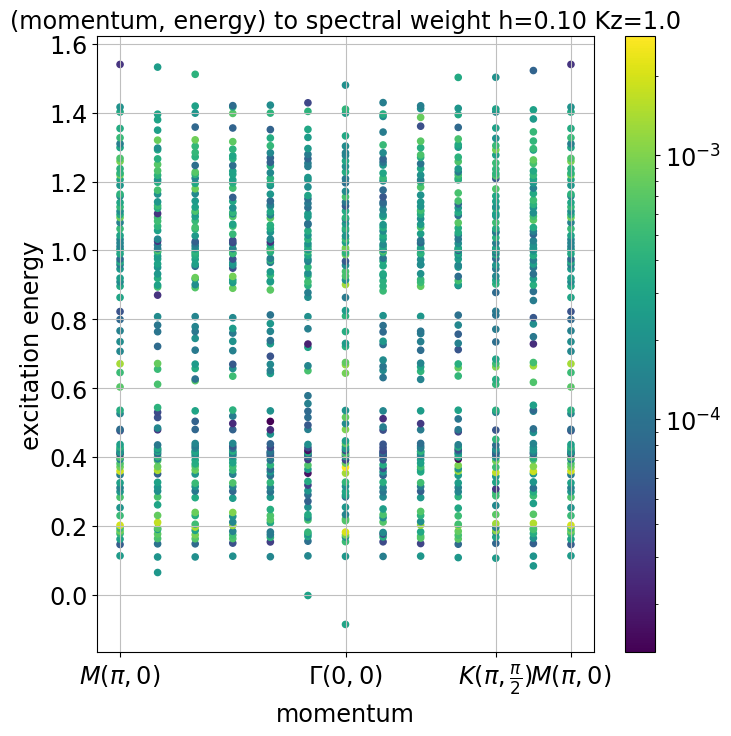 (momentum, energy) to spectral weight h=0.10 Kz=1.0
excitation energy
1.6
1.4
1.2
1.0
0.8
0.6
0.4
0.2
0.0
M(π, 0)
Γ(0, 0)
K(π, π/2)
M(π, 0)
momentum
10⁻³
10⁻⁴